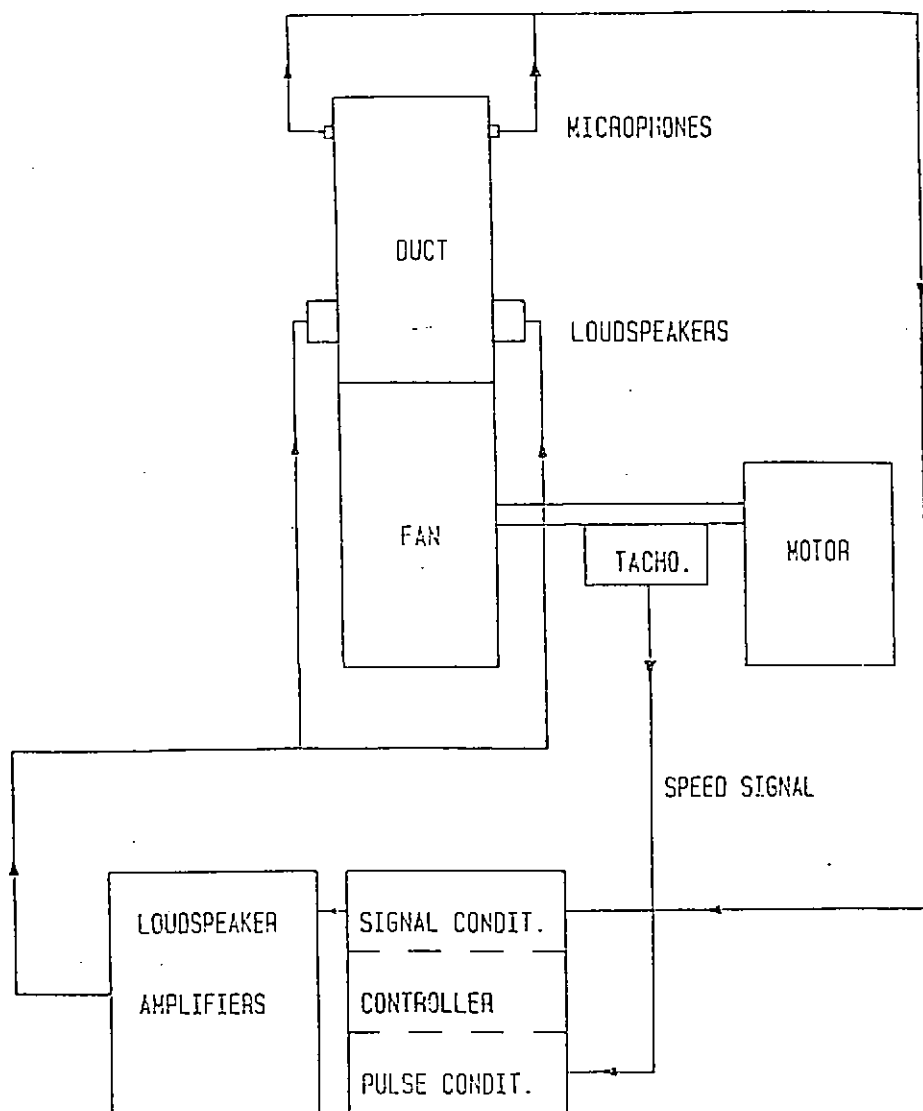 MICROPHONES
DUCT
LOUDSPEAKERS
FAN
MOTOR
TACHO.
SPEED SIGNAL
LOUDSPEAKER
AMPLIFIERS
SIGNAL CONDIT.
CONTROLLER
PULSE CONDIT.